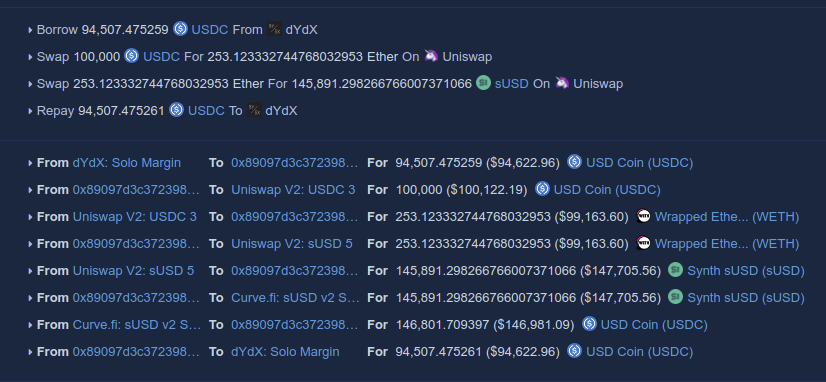 Borrow 94,507.475259 USDC From dYdX
Swap 100,000 USDC For 253.123332744768032953 Ether On Uniswap
Swap 253.123332744768032953 Ether For 145,891.298266766007371066 sUSD On Uniswap
Repay 94,507.475261 USDC To dYdX
From dYdX: Solo Margin To 0x89097d3c372398… For 94,507.475259 ($94,622.96) USD Coin (USDC)
From 0x89097d3c372398… To Uniswap V2: USDC 3 For 100,000 ($100,122.19) USD Coin (USDC)
From Uniswap V2: USDC 3 To 0x89097d3c372398… For 253.123332744768032953 ($99,163.60) Wrapped Ethe... (WETH)
From 0x89097d3c372398… To Uniswap V2: sUSD 5 For 253.123332744768032953 ($99,163.60) Wrapped Ethe... (WETH)
From Uniswap V2: sUSD 5 To 0x89097d3c372398… For 145,891.298266766007371066 ($147,705.56) Synth sUSD (sUSD)
From 0x89097d3c372398… To Curve.fi: sUSD v2 S… For 145,891.298266766007371066 ($147,705.56) Synth sUSD (sUSD)
From Curve.fi: sUSD v2 S… To 0x89097d3c372398… For 146,801.709397 ($146,981.09) USD Coin (USDC)
From 0x89097d3c372398… To dYdX: Solo Margin For 94,507.475261 ($94,622.96) USD Coin (USDC)